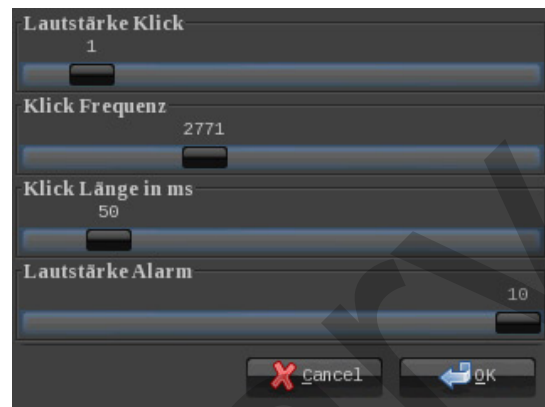 Lautstärke Klick
1
Klick Frequenz
2771
Klick Länge in ms
50
Lautstärke Alarm
10
Cancel
OK